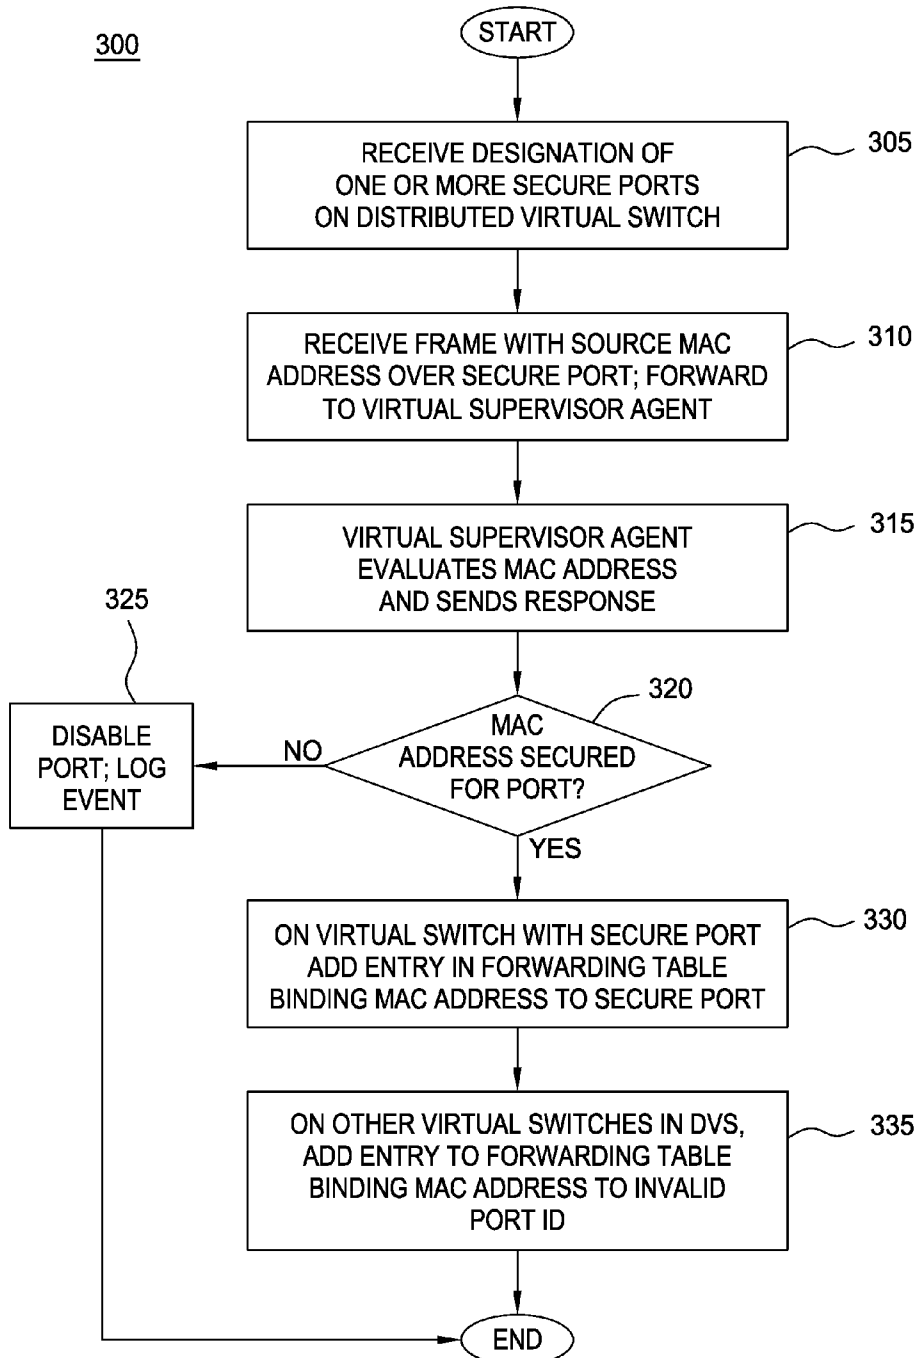 300
START
RECEIVE DESIGNATION OF
ONE OR MORE SECURE PORTS
ON DISTRIBUTED VIRTUAL SWITCH
305
RECEIVE FRAME WITH SOURCE MAC
ADDRESS OVER SECURE PORT; FORWARD
TO VIRTUAL SUPERVISOR AGENT
310
VIRTUAL SUPERVISOR AGENT
EVALUATES MAC ADDRESS
AND SENDS RESPONSE
315
MAC
ADDRESS SECURED
FOR PORT?
320
NO
325
DISABLE
PORT; LOG
EVENT
YES
ON VIRTUAL SWITCH WITH SECURE PORT
ADD ENTRY IN FORWARDING TABLE
BINDING MAC ADDRESS TO SECURE PORT
330
ON OTHER VIRTUAL SWITCHES IN DVS,
ADD ENTRY TO FORWARDING TABLE
BINDING MAC ADDRESS TO INVALID
PORT ID
335
END